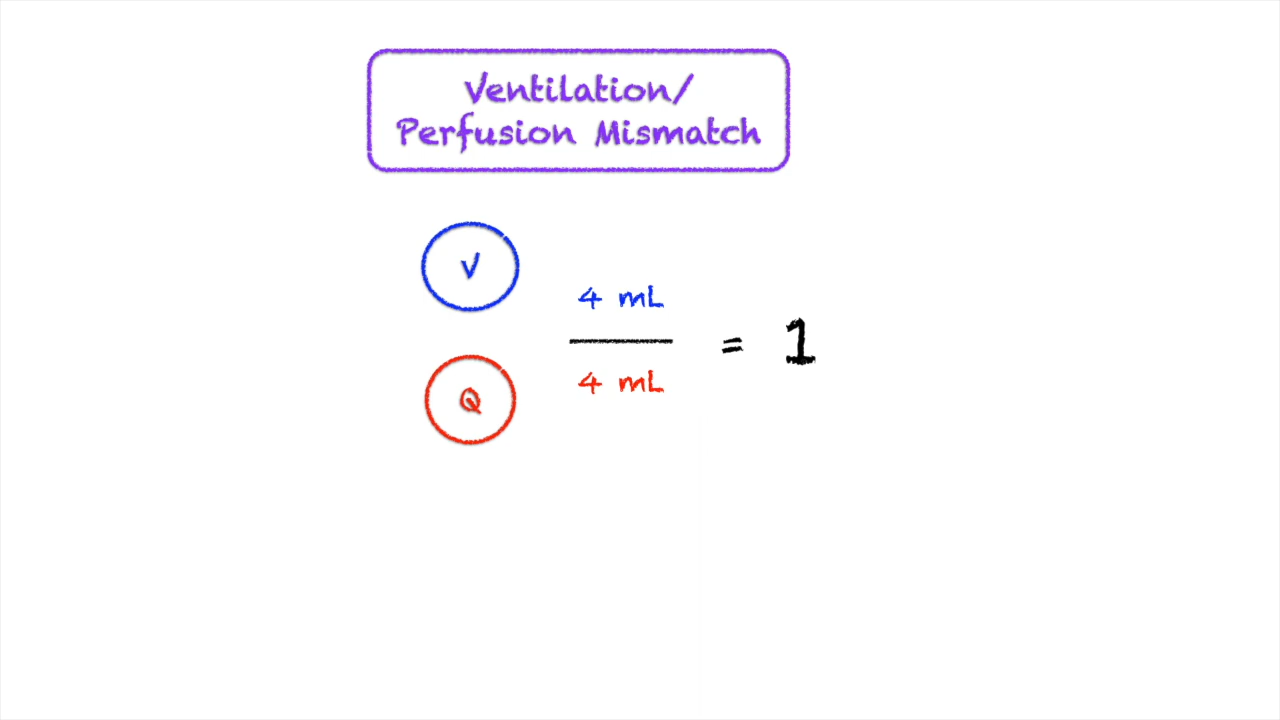 Ventilation/
Perfusion Mismatch
V
4 mL
= 1
Q
4 mL